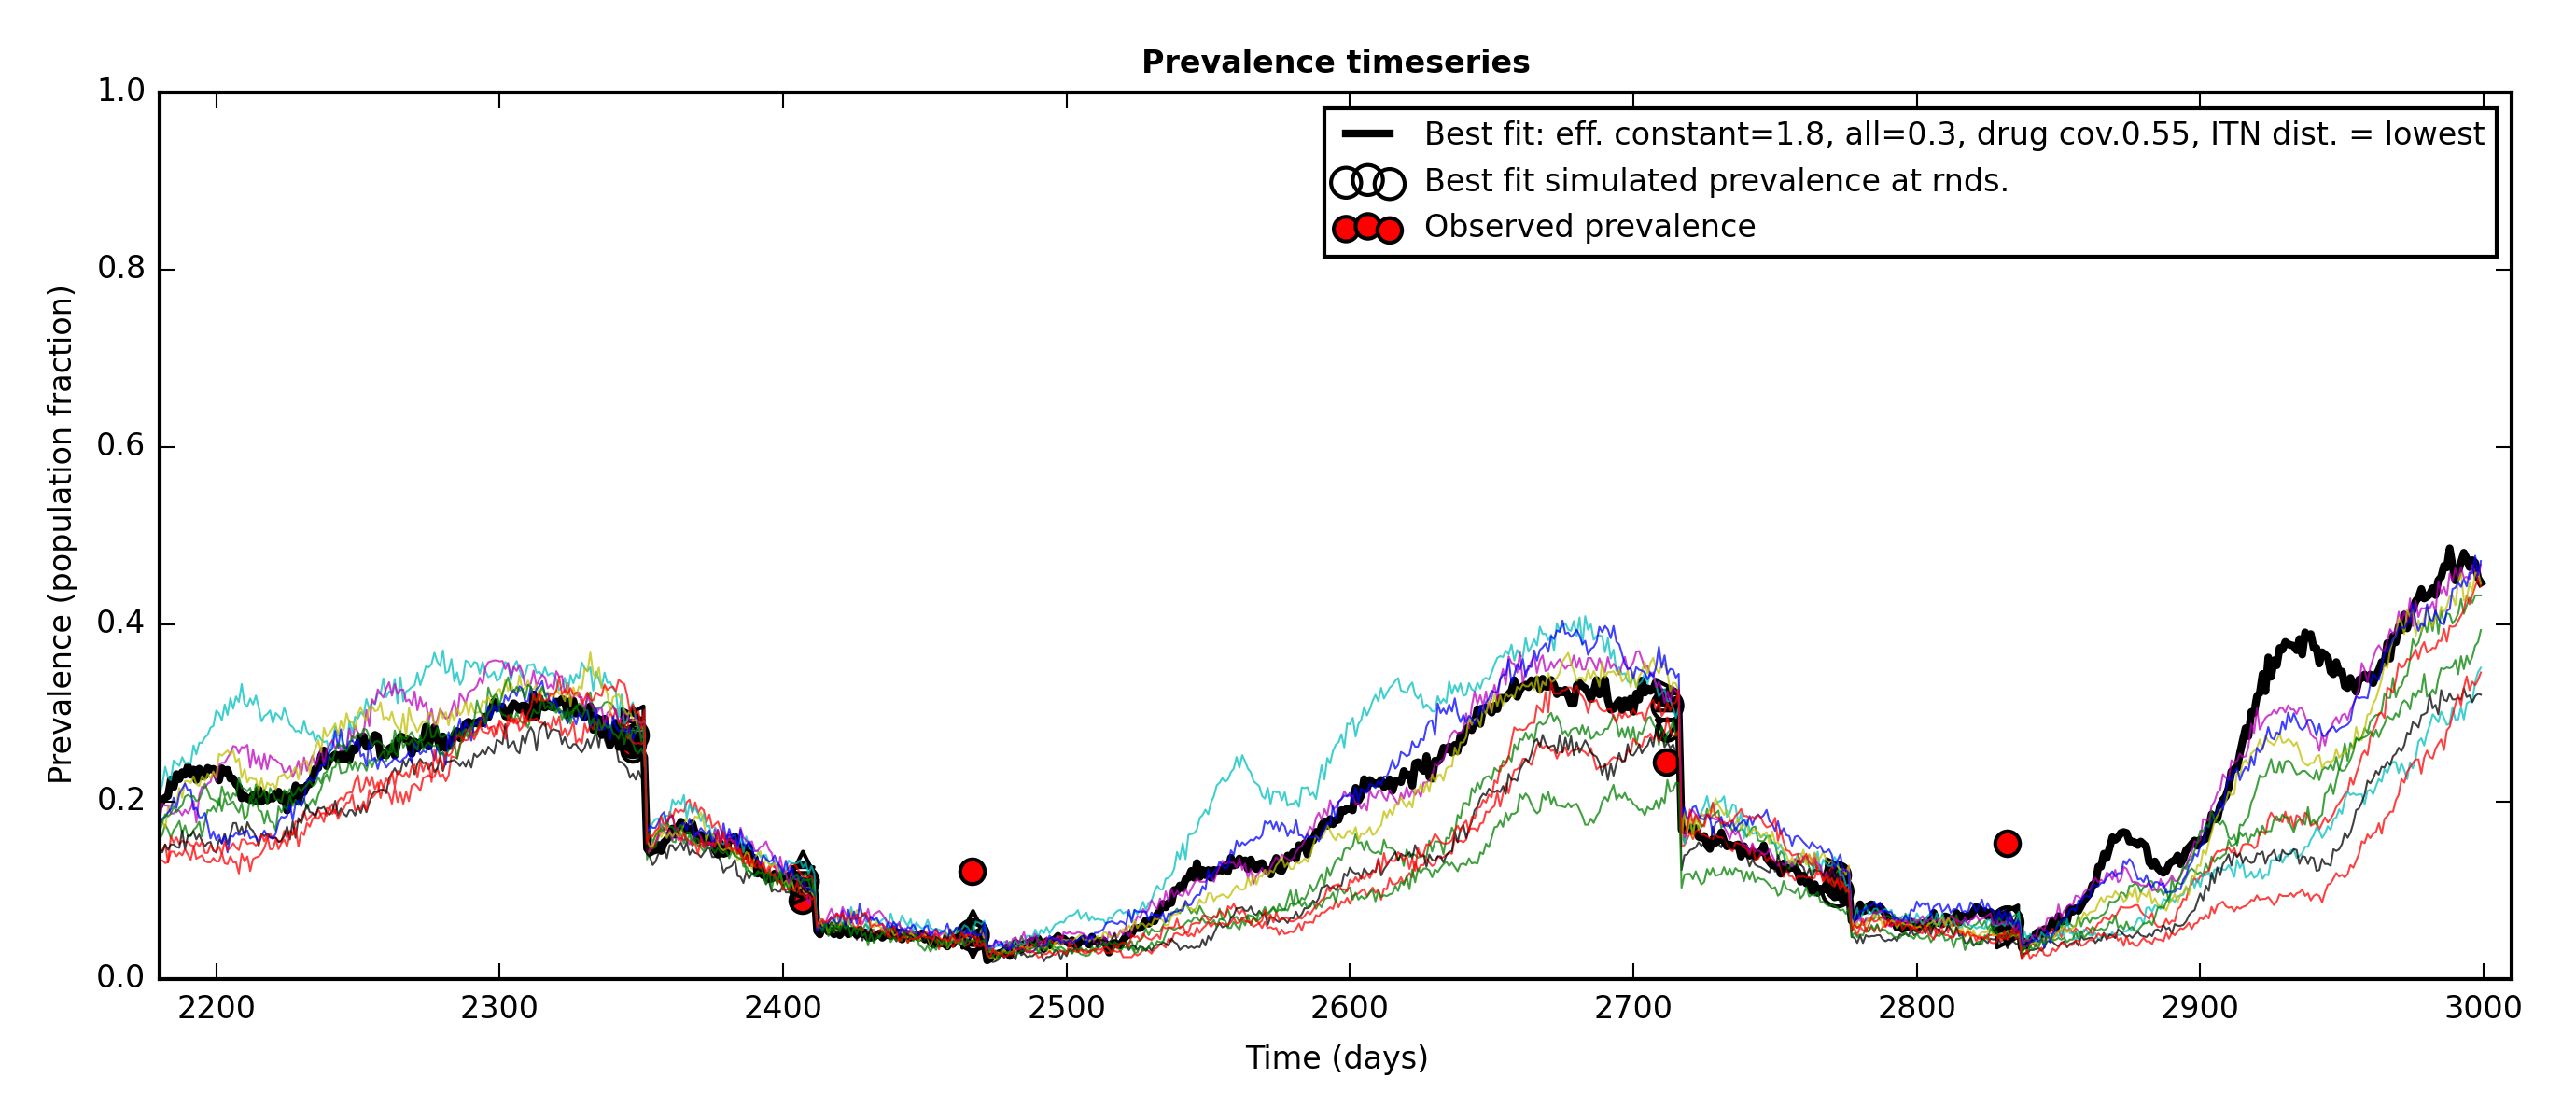 Prevalence timeseries
1.0
0.8
0.6
0.4
0.2
0.0
Prevalence (population fraction)
Best fit: eff. constant=1.8, all=0.3, drug cov.0.55, ITN dist. = lowest
Best fit simulated prevalence at rnds.
Observed prevalence
2200 2300 2400 2500 2600 2700 2800 2900 3000
Time (days)